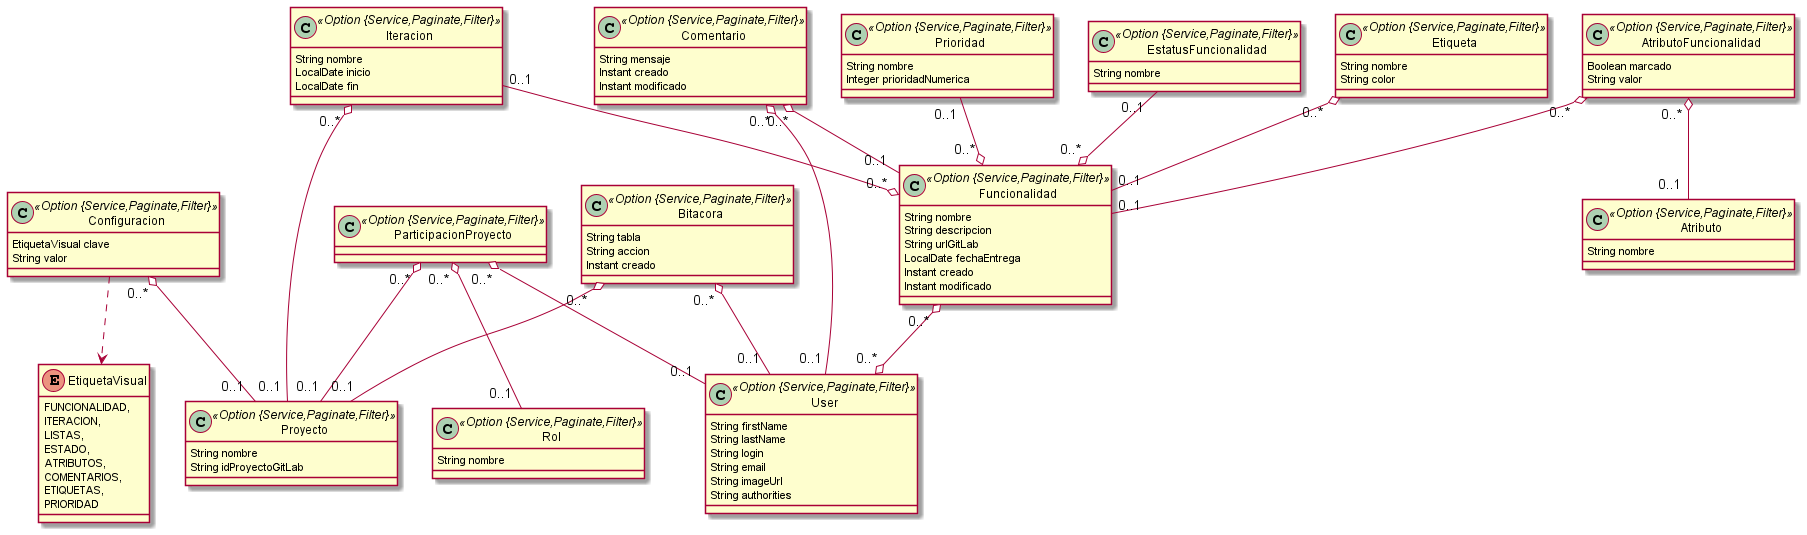 C «Option {Service,Paginate,Filter}»
Iteracion
String nombre
LocalDate inicio
LocalDate fin
C «Option {Service,Paginate,Filter}»
Comentario
String mensaje
Instant creado
Instant modificado
C «Option {Service,Paginate,Filter}»
Prioridad
String nombre
Integer prioridadNumerica
C «Option {Service,Paginate,Filter}»
EstatusFuncionalidad
String nombre
C «Option {Service,Paginate,Filter}»
Etiqueta
String nombre
String color
C «Option {Service,Paginate,Filter}»
AtributoFuncionalidad
Boolean marcado
String valor
0..1
0..*
0..*
0..*
0..1
0..1
0..*
0..*
0..*
0..1
0..*
0..*
0..*
0..1
0..1
0..1
0..1
C «Option {Service,Paginate,Filter}»
Configuracion
EtiquetaVisual clave
String valor
C «Option {Service,Paginate,Filter}»
ParticipacionProyecto
C «Option {Service,Paginate,Filter}»
Bitacora
String tabla
String accion
Instant creado
C «Option {Service,Paginate,Filter}»
Funcionalidad
String nombre
String descripcion
String urlGitLab
LocalDate fechaEntrega
Instant creado
Instant modificado
C «Option {Service,Paginate,Filter}»
Atributo
String nombre
0..*
0..*
0..*
0..*
0..*
0..*
0..*
0..1
0..1
0..1
0..1
0..1
0..1
0..1
0..1
0..*
E EtiquetaVisual
FUNCIONALIDAD,
ITERACION,
LISTAS,
ESTADO,
ATRIBUTOS,
COMENTARIOS,
ETIQUETAS,
PRIORIDAD
C «Option {Service,Paginate,Filter}»
Proyecto
String nombre
String idProyectoGitLab
C «Option {Service,Paginate,Filter}»
Rol
String nombre
C «Option {Service,Paginate,Filter}»
User
String firstName
String lastName
String login
String email
String imageUrl
String authorities